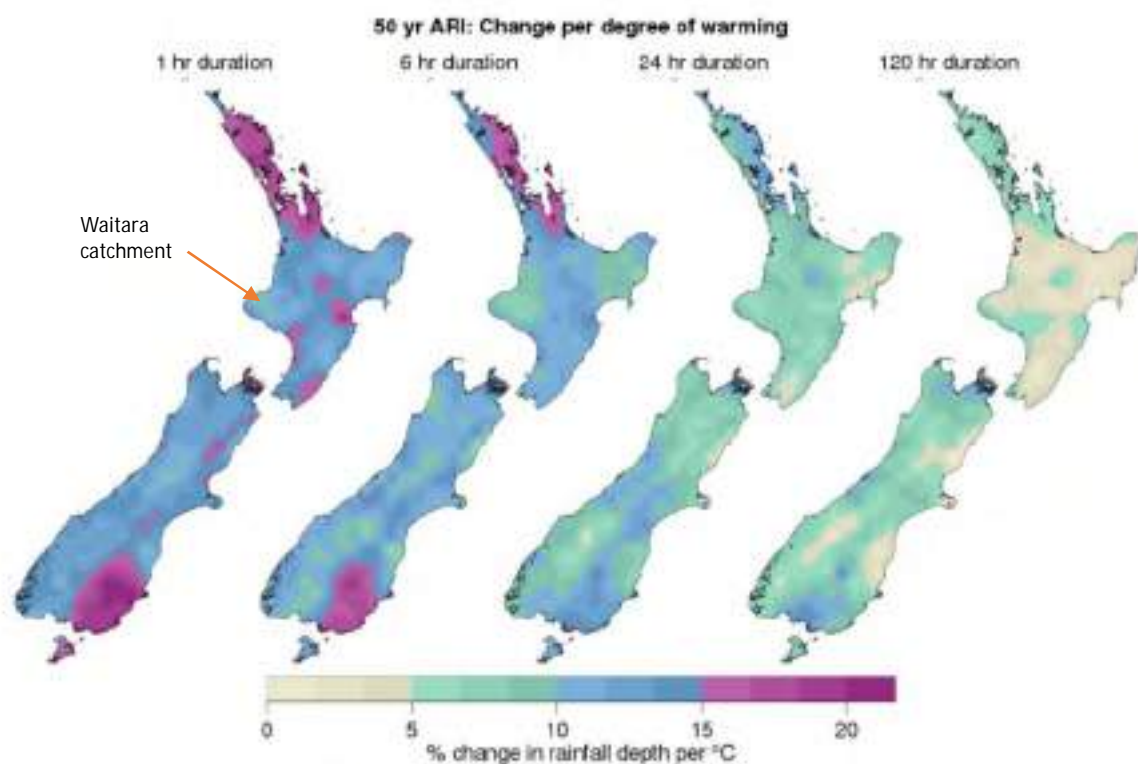 50 yr ARI: Change per degree of warming
1 hr duration
6 hr duration
24 hr duration
120 hr duration
Waitara
catchment
0
5
10
15
20
% change in rainfall depth per °C